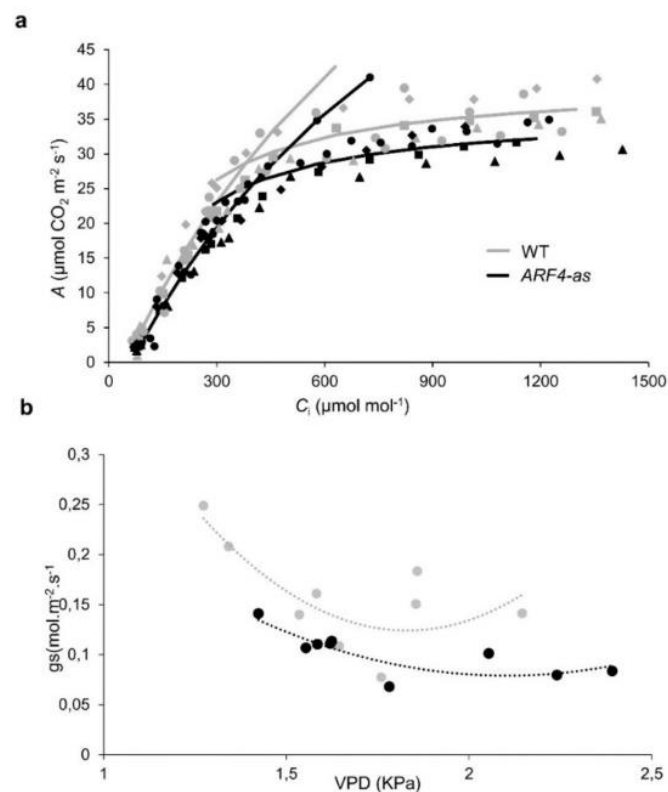 a
45
40
35
30
25
20
15
10
5
0
A (µmol CO₂ m⁻² s⁻¹)
WT
ARF4-as
0 300 600 900 1200 1500
Cᵢ (µmol mol⁻¹)
b
0,3
0,25
0,2
0,15
0,1
0,05
0
gs(mol.m⁻².s⁻¹)
1 1,5 2 2,5
VPD (KPa)